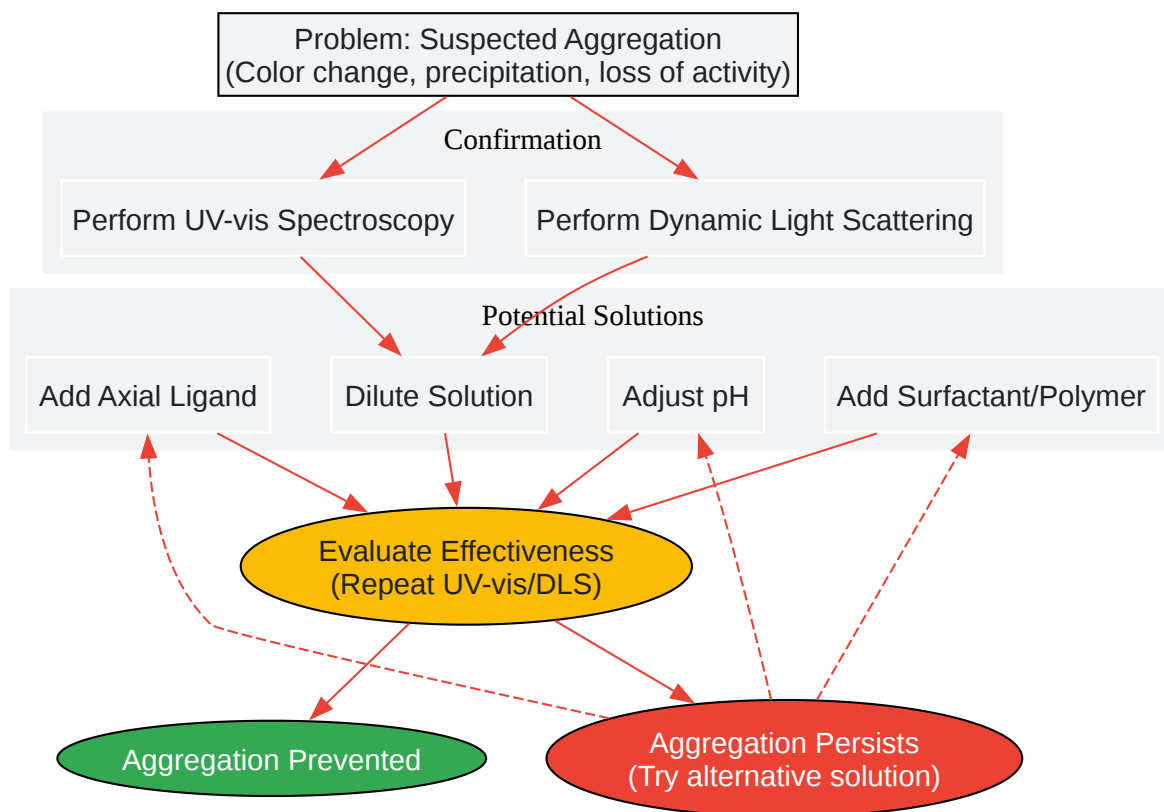 Problem: Suspected Aggregation
(Color change, precipitation, loss of activity)
Confirmation
Perform UV-vis Spectroscopy
Perform Dynamic Light Scattering
Potential Solutions
Add Axial Ligand
Dilute Solution
Adjust pH
Add Surfactant/Polymer
Evaluate Effectiveness
(Repeat UV-vis/DLS)
Aggregation Prevented
Aggregation Persists
(Try alternative solution)